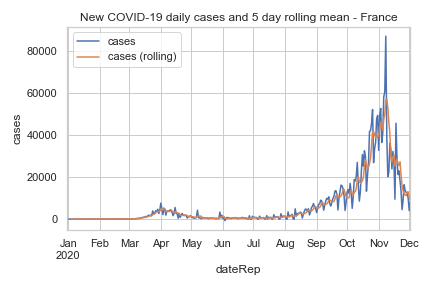 New COVID-19 daily cases and 5 day rolling mean - France
cases
cases (rolling)
80000
60000
40000
20000
0
cases
Jan Feb Mar Apr May Jun Jul Aug Sep Oct Nov Dec
2020
dateRep